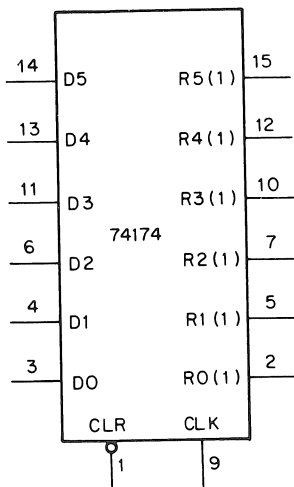 14 D5 R5(1) 15
13 D4 R4(1) 12
11 D3 R3(1) 10
74174
6 D2 R2(1) 7
4 D1 R1(1) 5
3 D0 R0(1) 2
CLR CLK
1 9